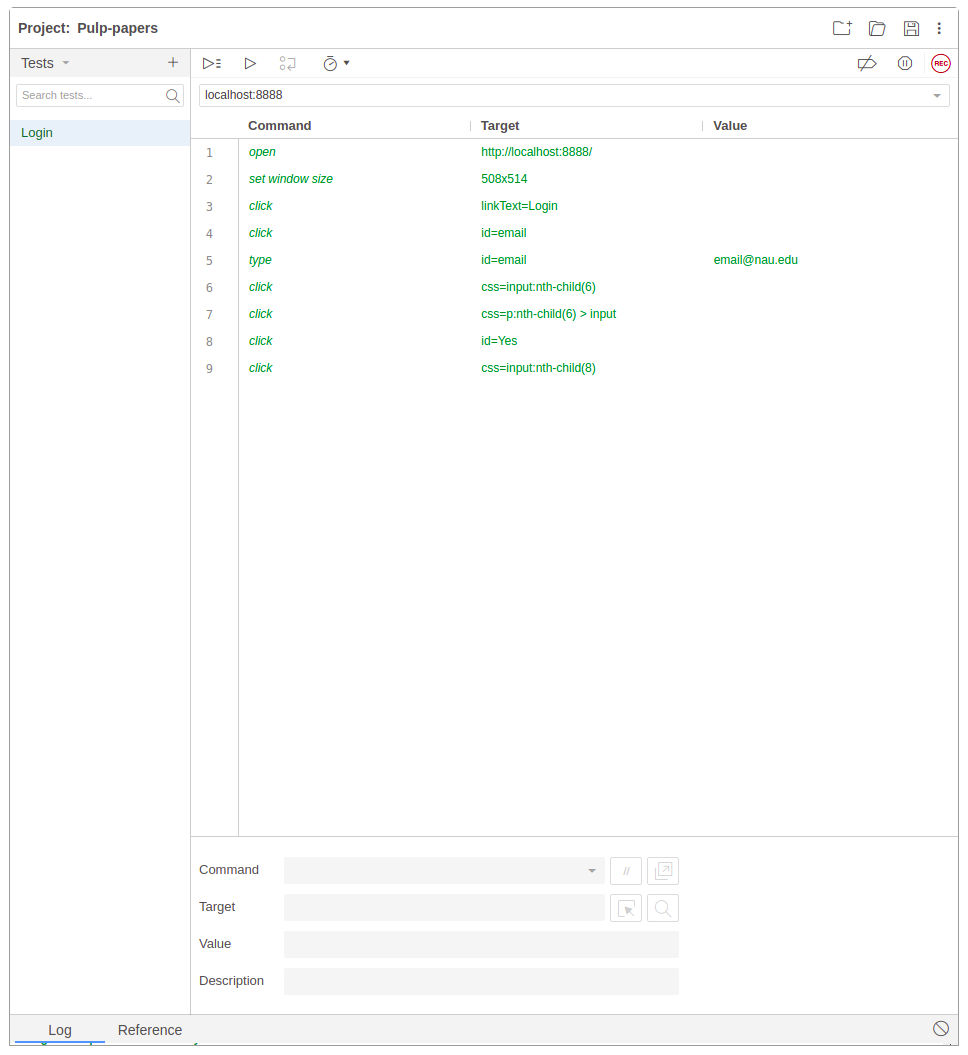 Project: Pulp-papers
Tests
REC
Search tests...
localhost:8888
Login
Command Target Value
1 open http://localhost:8888/
2 set window size 508x514
3 click linkText=Login
4 click id=email
5 type id=email email@nau.edu
6 click css=input:nth-child(6)
7 click css=p:nth-child(6) > input
8 click id=Yes
9 click css=input:nth-child(8)
Command //
Target
Value
Description
Log Reference